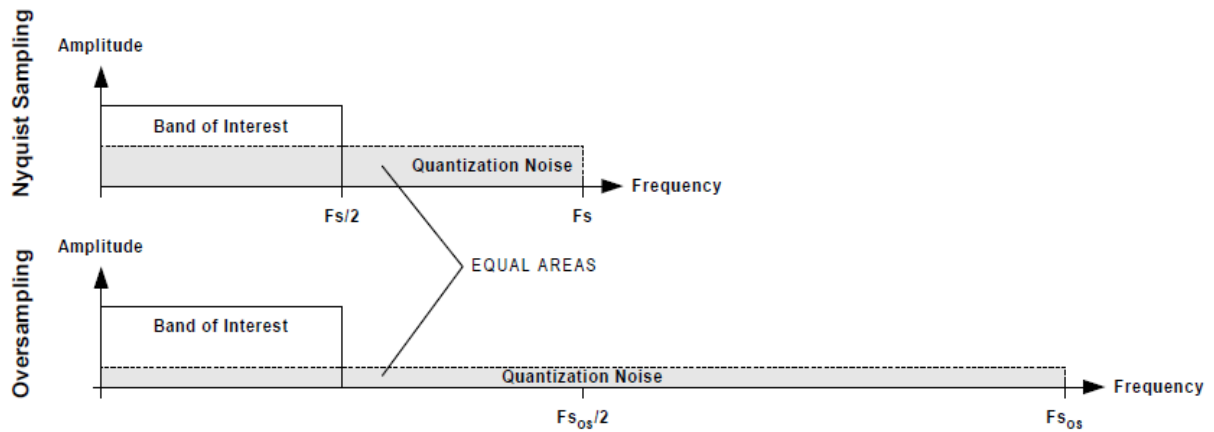 Nyquist Sampling
Amplitude
Band of Interest
Quantization Noise
Frequency
Fs/2
Fs
EQUAL AREAS
Oversampling
Amplitude
Band of Interest
Quantization Noise
Frequency
Fsos/2
Fsos